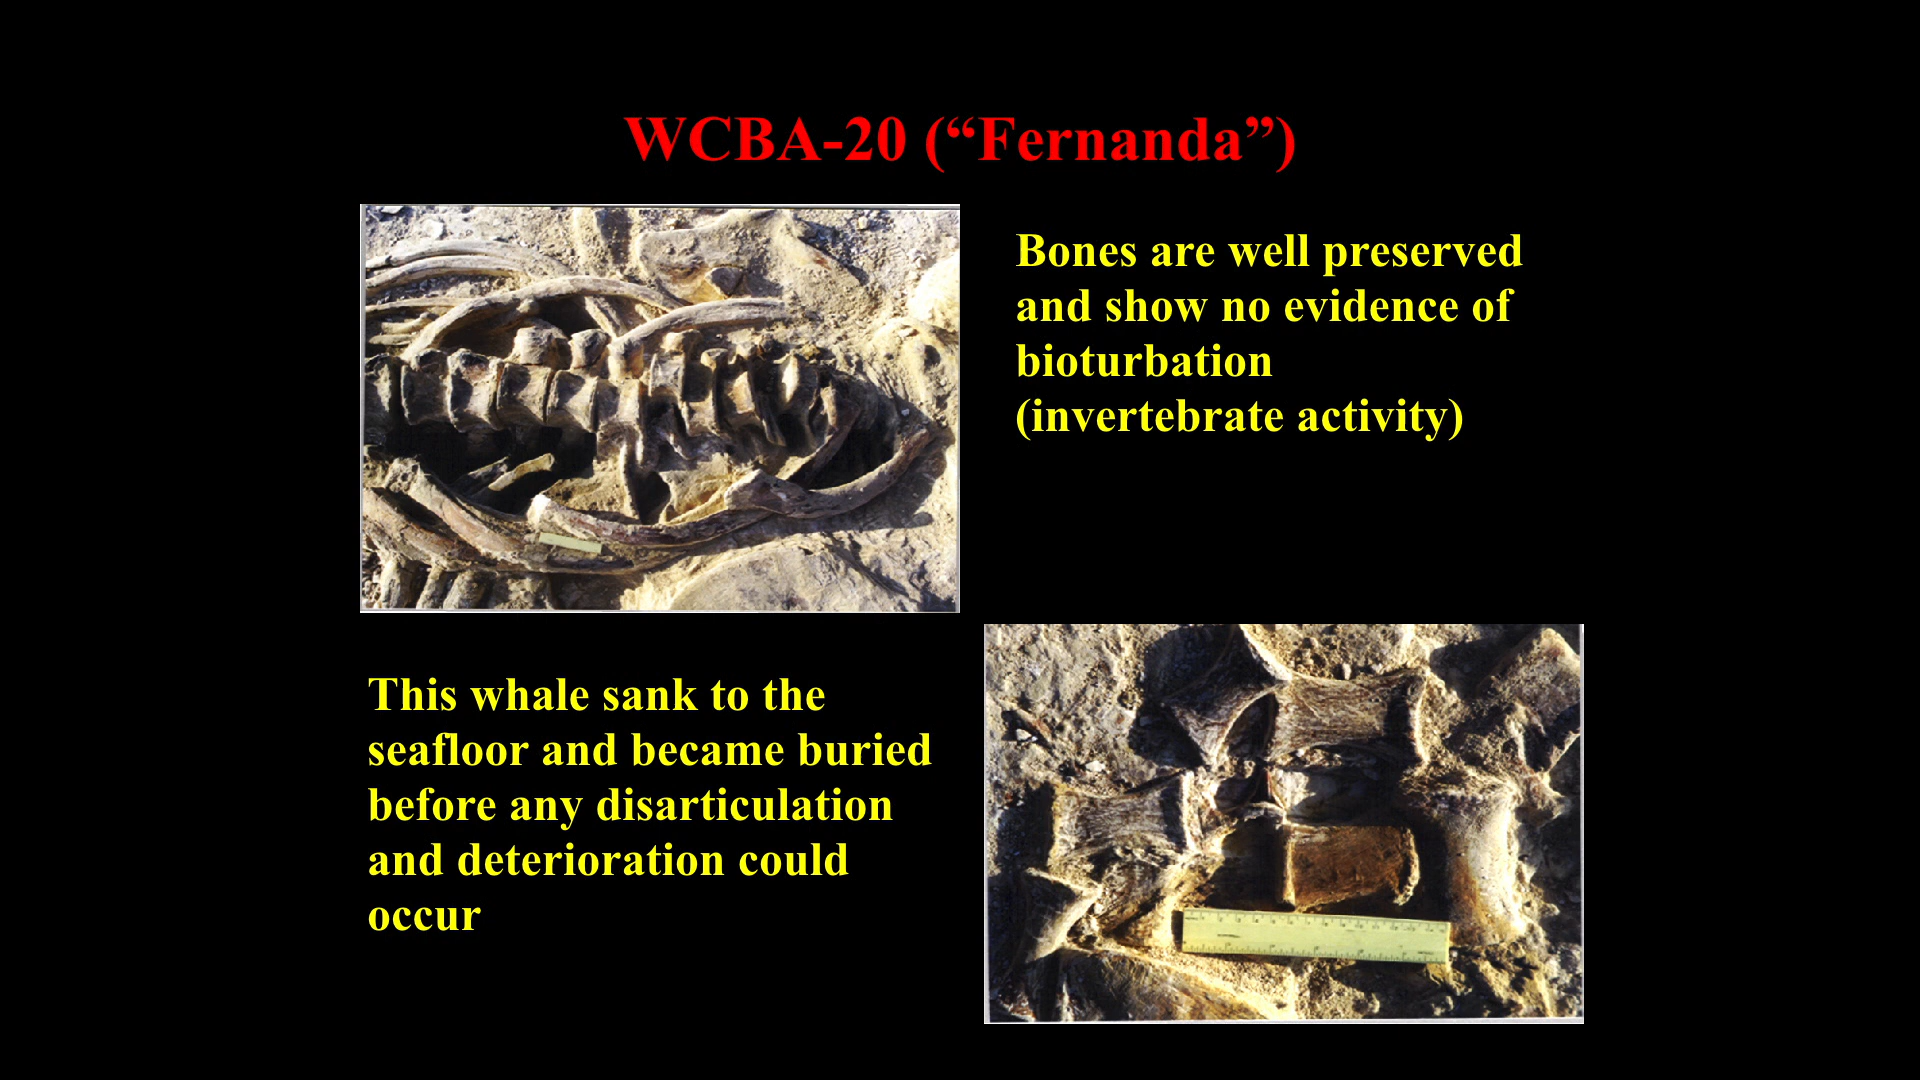 WCBA-20 (“Fernanda”)
Bones are well preserved
and show no evidence of
bioturbation
(invertebrate activity)
This whale sank to the
seafloor and became buried
before any disarticulation
and deterioration could
occur